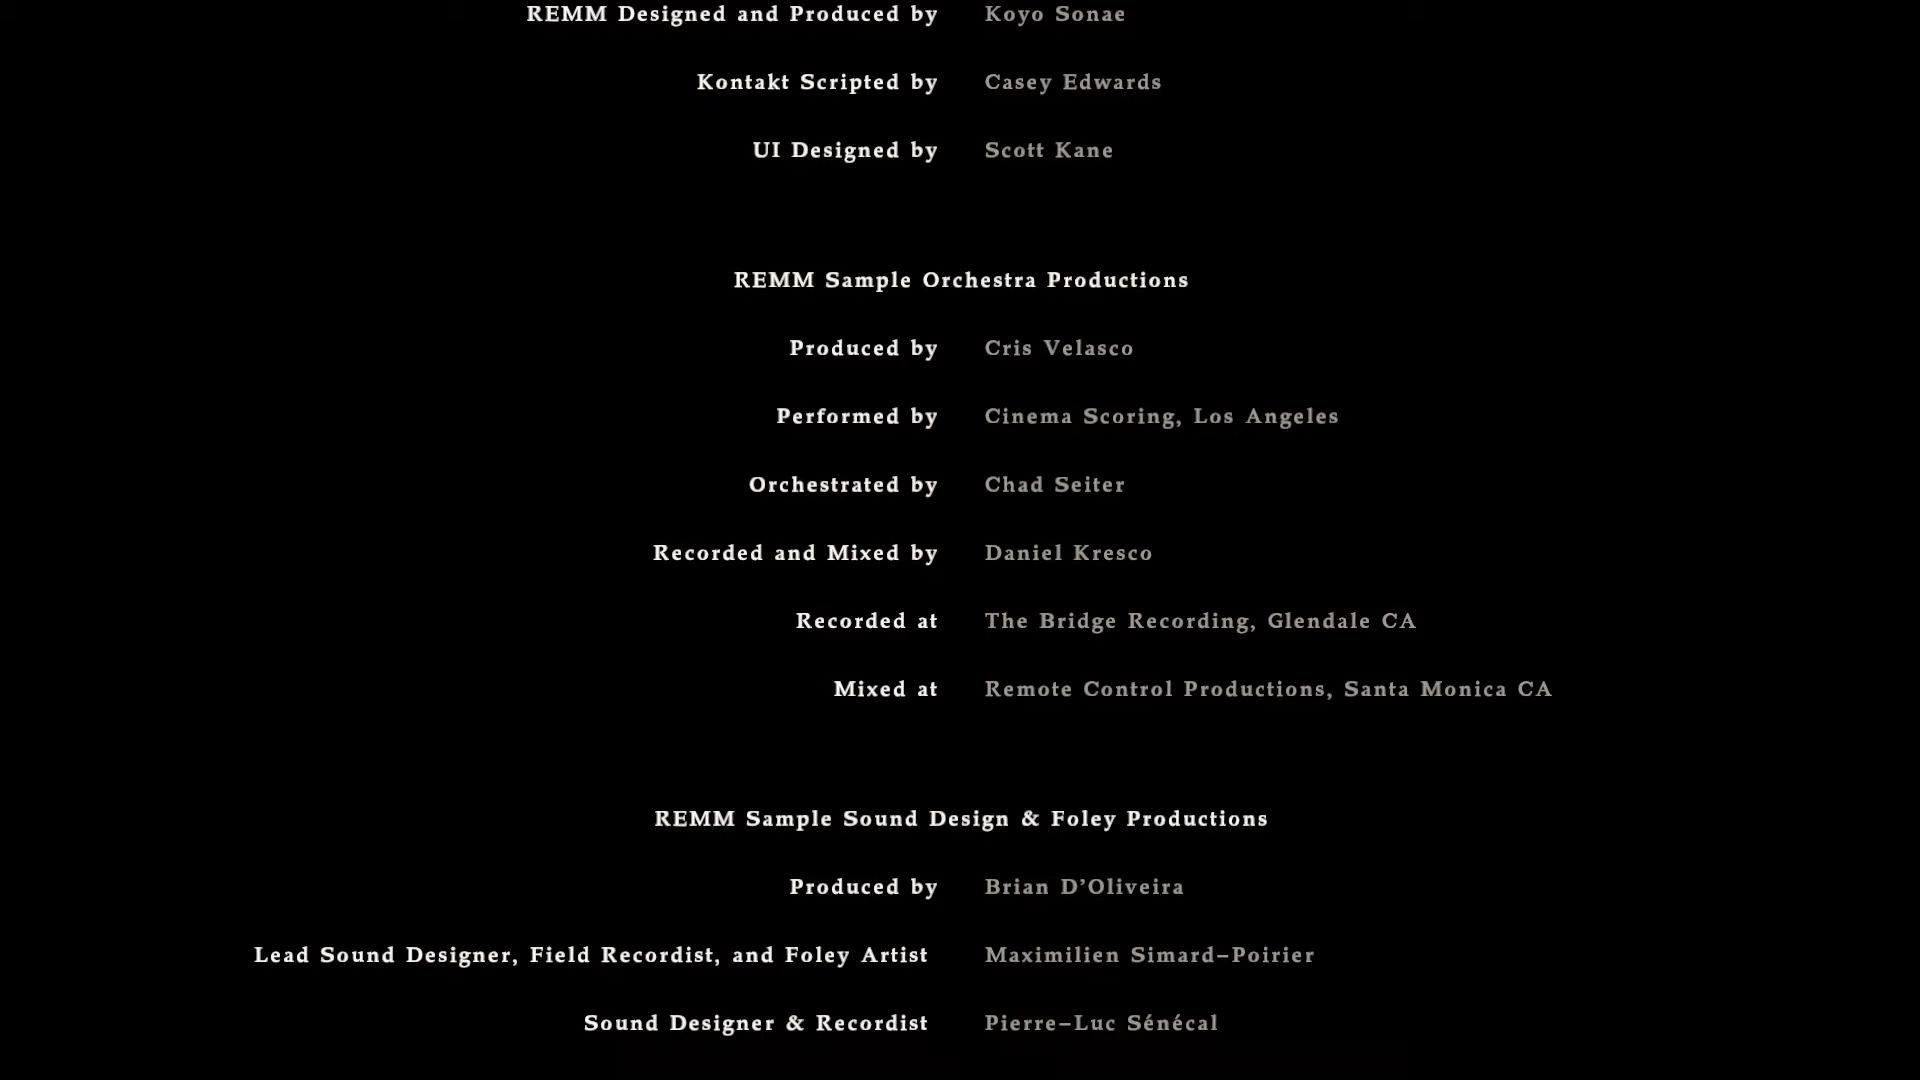 REMM Designed and Produced by Koyo Sonae
Kontakt Scripted by Casey Edwards
UI Designed by Scott Kane
REMM Sample Orchestra Productions
Produced by Cris Velasco
Performed by Cinema Scoring, Los Angeles
Orchestrated by Chad Seiter
Recorded and Mixed by Daniel Kresco
Recorded at The Bridge Recording, Glendale CA
Mixed at Remote Control Productions, Santa Monica CA
REMM Sample Sound Design & Foley Productions
Produced by Brian D’Oliveira
Lead Sound Designer, Field Recordist, and Foley Artist Maximilien Simard–Poirier
Sound Designer & Recordist Pierre–Luc Sénécal